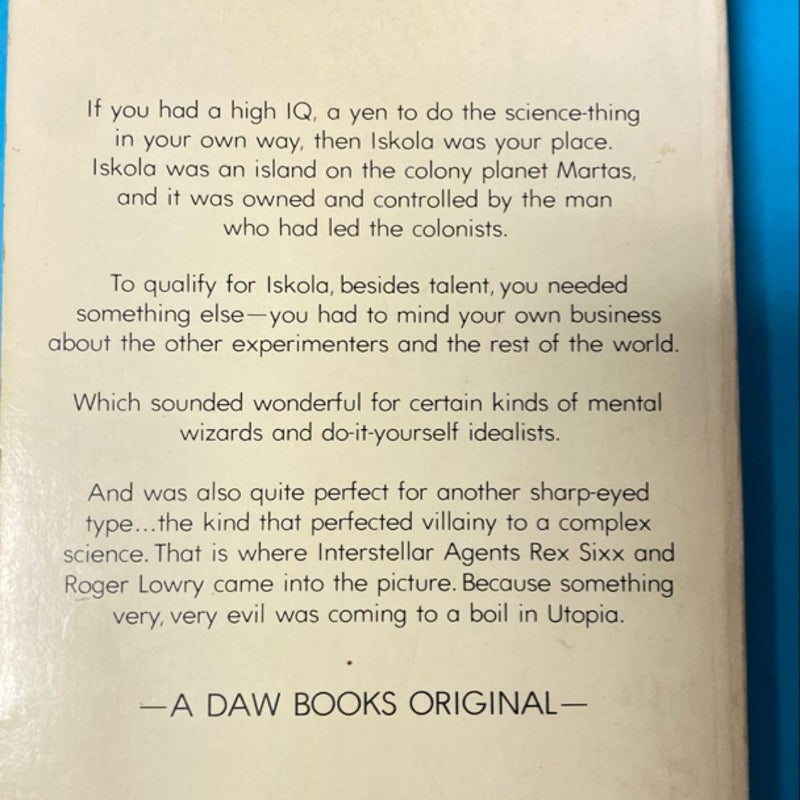 If you had a high IQ, a yen to do the science-thing
in your own way, then Iskola was your place.
Iskola was an island on the colony planet Martas,
and it was owned and controlled by the man
who had led the colonists.
To qualify for Iskola, besides talent, you needed
something else—you had to mind your own business
about the other experimenters and the rest of the world.
Which sounded wonderful for certain kinds of mental
wizards and do-it-yourself idealists.
And was also quite perfect for another sharp-eyed
type...the kind that perfected villainy to a complex
science. That is where Interstellar Agents Rex Sixx and
Roger Lowry came into the picture. Because something
very, very evil was coming to a boil in Utopia.
—A DAW BOOKS ORIGINAL—